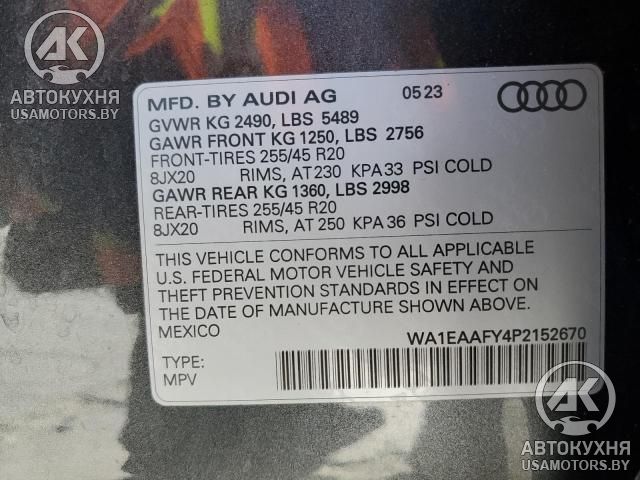 AK
АВТОКУХНЯ
USAMOTORS.BY
MFD. BY AUDI AG 05 23
GVWR KG 2490, LBS 5489
GAWR FRONT KG 1250, LBS 2756
FRONT-TIRES 255/45 R20
8JX20 RIMS, AT 230 KPA 33 PSI COLD
GAWR REAR KG 1360, LBS 2998
REAR-TIRES 255/45 R20
8JX20 RIMS, AT 250 KPA 36 PSI COLD
THIS VEHICLE CONFORMS TO ALL APPLICABLE
U.S. FEDERAL MOTOR VEHICLE SAFETY AND
THEFT PREVENTION STANDARDS IN EFFECT ON
THE DATE OF MANUFACTURE SHOWN ABOVE.
MEXICO WA1EAAFY4P2152670
TYPE:
MPV
AK
АВТОКУХНЯ
USAMOTORS.BY